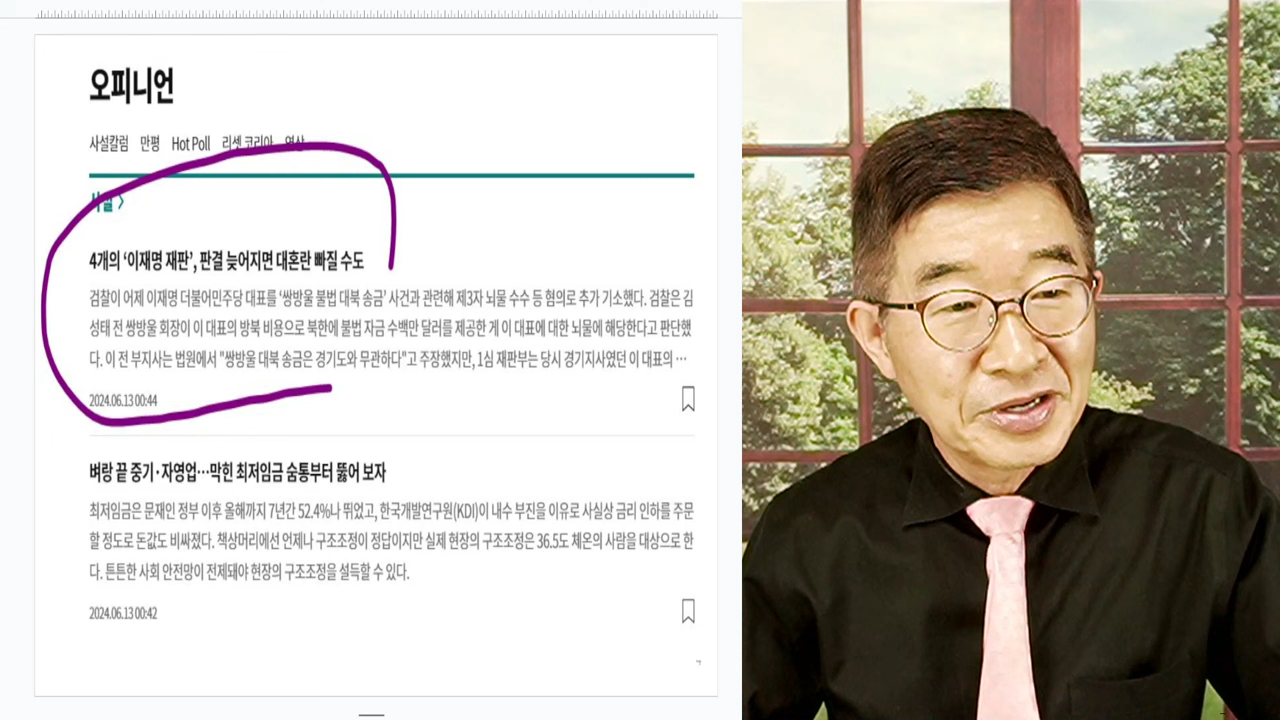 오피니언
사설칼럼 만평 Hot Poll 리셋 코리아 영상
사설 〉
4개의 ‘이재명 재판’, 판결 늦어지면 대혼란 빠질 수도
검찰이 어제 이재명 더불어민주당 대표를 ‘쌍방울 불법 대북 송금’ 사건과 관련해 제3자 뇌물 수수 등 혐의로 추가 기소했다. 검찰은 김
성태 전 쌍방울 회장이 이 대표의 방북 비용으로 북한에 불법 자금 수백만 달러를 제공한 게 이 대표에 대한 뇌물에 해당한다고 판단했
다. 이 전 부지사는 법원에서 "쌍방울 대북 송금은 경기도와 무관하다"고 주장했지만, 1심 재판부는 당시 경기지사였던 이 대표의 …
2024.06.13 00:44
벼랑 끝 중기·자영업…막힌 최저임금 숨통부터 뚫어 보자
최저임금은 문재인 정부 이후 올해까지 7년간 52.4%나 뛰었고, 한국개발연구원(KDI)이 내수 부진을 이유로 사실상 금리 인하를 주문
할 정도로 돈값도 비싸졌다. 책상머리에선 언제나 구조조정이 정답이지만 실제 현장의 구조조정은 36.5도 체온의 사람을 대상으로 한
다. 튼튼한 사회 안전망이 전제돼야 현장의 구조조정을 설득할 수 있다.
2024.06.13 00:42